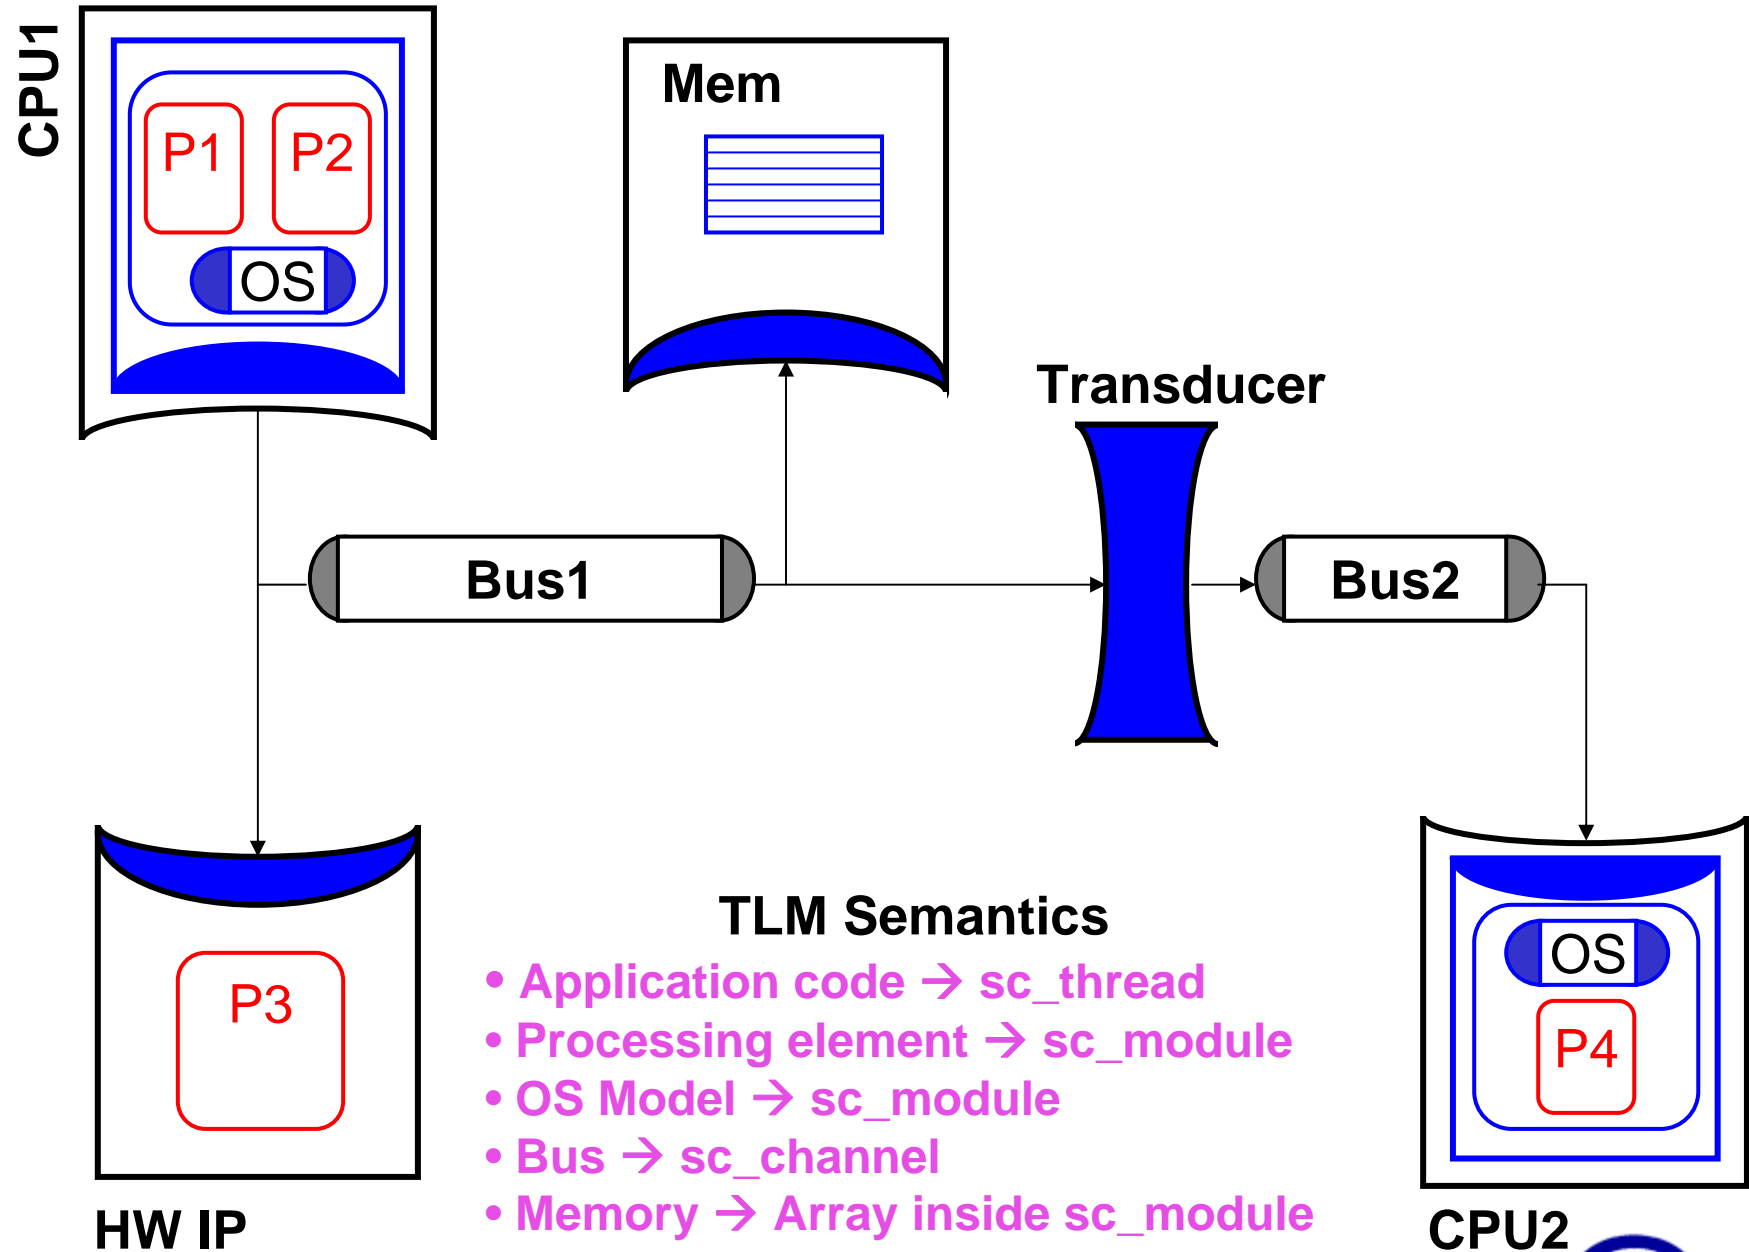 CPU1
P1
P2
OS
Mem
Transducer
Bus1
Bus2
P3
HW IP
TLM Semantics
• Application code → sc_thread
• Processing element → sc_module
• OS Model → sc_module
• Bus → sc_channel
• Memory → Array inside sc_module
OS
P4
CPU2